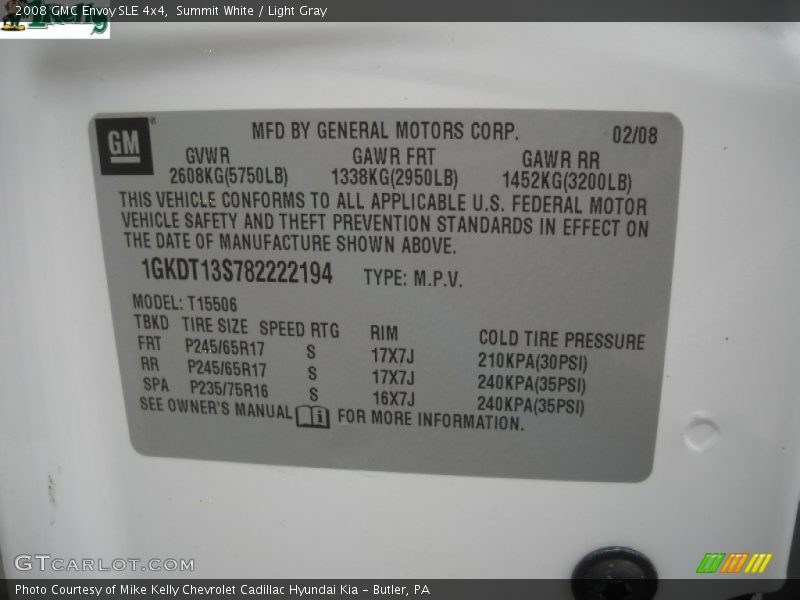 2008 GMC Envoy SLE 4x4, Summit White / Light Gray
Kelly
GM
MFD BY GENERAL MOTORS CORP. 02/08
GVWR GAWR FRT GAWR RR
2608KG(5750LB) 1338KG(2950LB) 1452KG(3200LB)
THIS VEHICLE CONFORMS TO ALL APPLICABLE U.S. FEDERAL MOTOR
VEHICLE SAFETY AND THEFT PREVENTION STANDARDS IN EFFECT ON
THE DATE OF MANUFACTURE SHOWN ABOVE.
1GKDT13S782222194 TYPE: M.P.V.
MODEL: T15506
TBKD TIRE SIZE SPEED RTG RIM COLD TIRE PRESSURE
FRT P245/65R17 S 17X7J 210KPA(30PSI)
RR P245/65R17 S 17X7J 240KPA(35PSI)
SPA P235/75R16 S 16X7J 240KPA(35PSI)
SEE OWNER'S MANUAL FOR MORE INFORMATION.
GTCARLOT.COM
Photo Courtesy of Mike Kelly Chevrolet Cadillac Hyundai Kia - Butler, PA